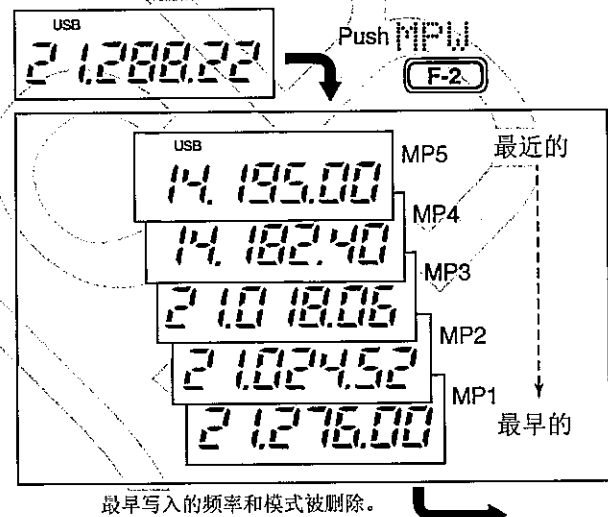 USB
21.288.22
Push MPW
F-2
USB
14.195.00
MP5
最近的
14.182.40
MP4
21.018.06
MP3
21.024.52
MP2
21.276.00
MP1
最早的
最早写入的频率和模式被删除。